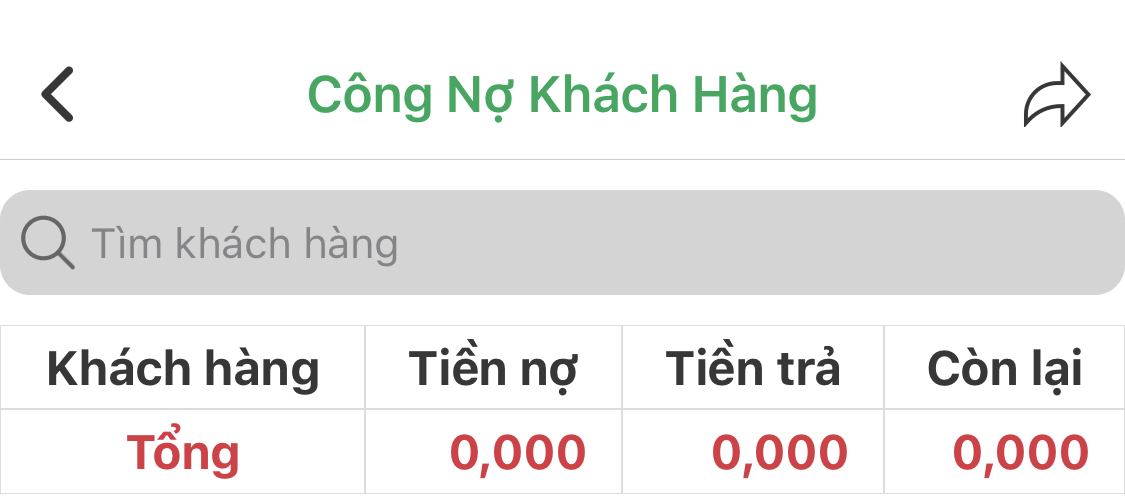 Công Nợ Khách Hàng
Tìm khách hàng
Khách hàng Tiền nợ Tiền trả Còn lại
Tổng 0,000 0,000 0,000